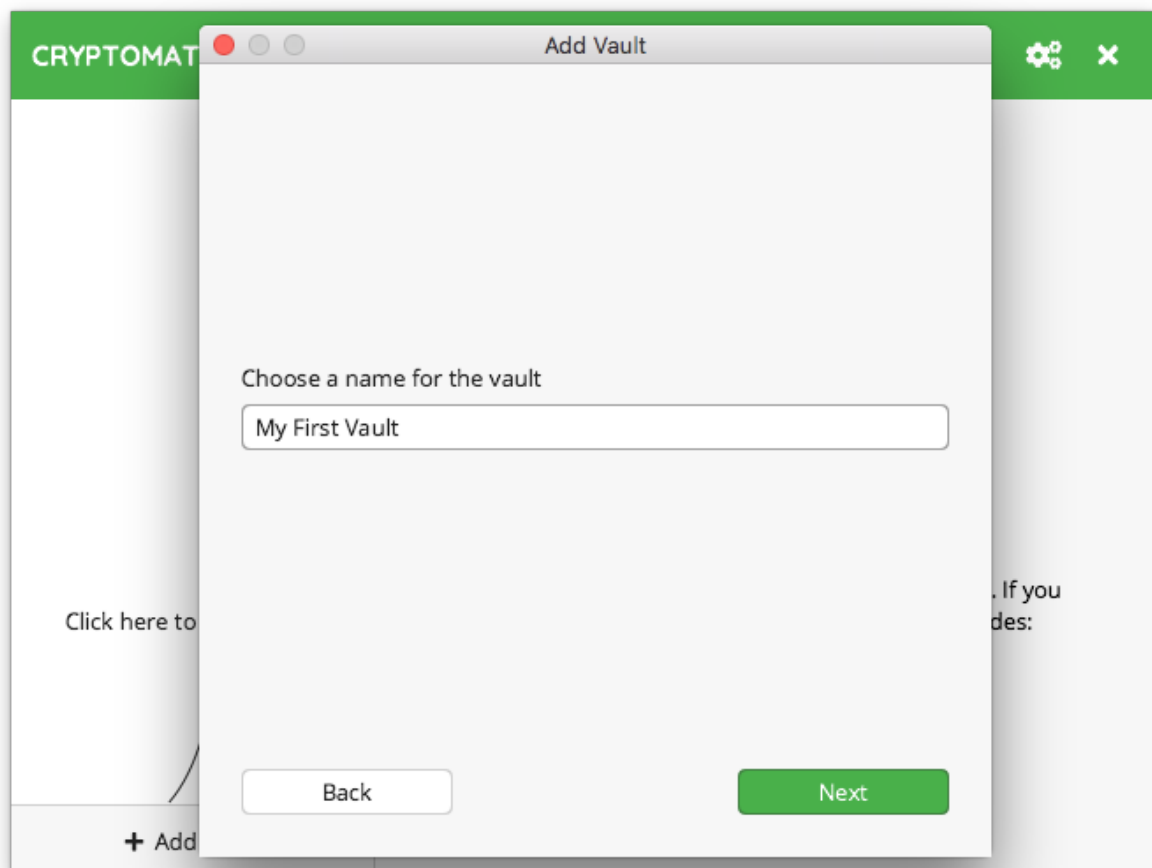 CRYPTOMAT
Add Vault
Choose a name for the vault
My First Vault
. If you
Click here to
des:
Back
Next
+ Add